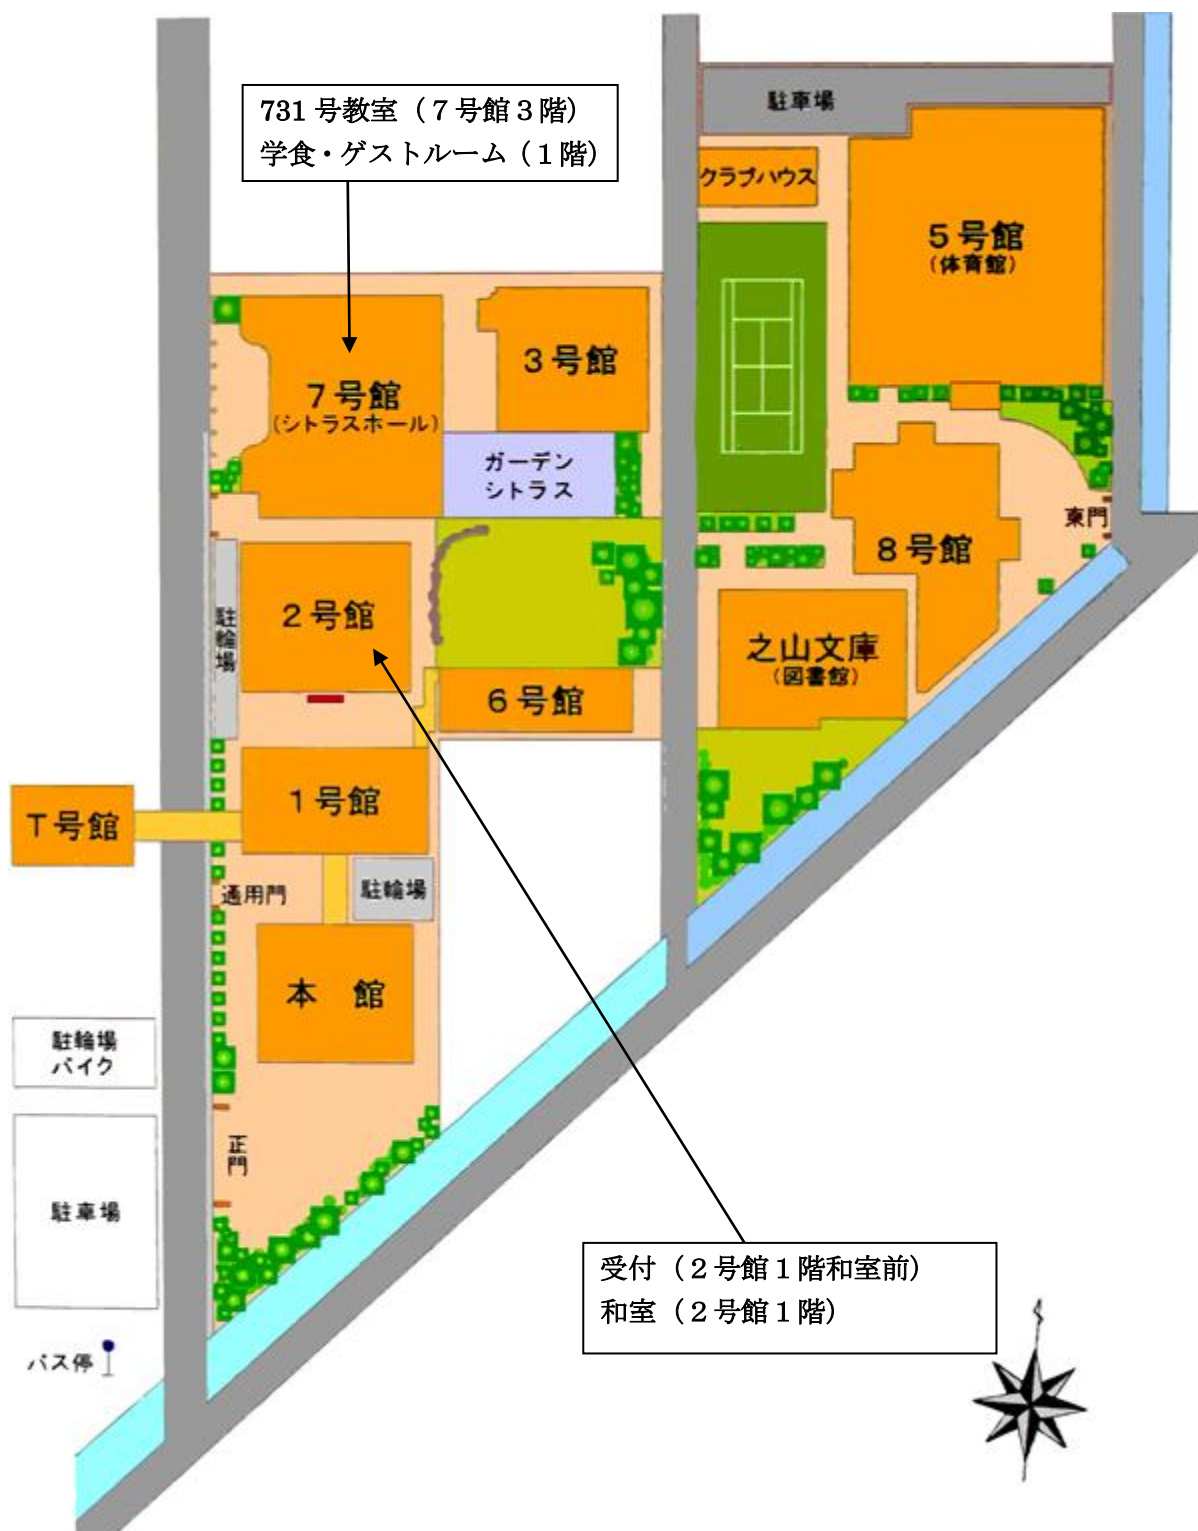 駐車場
731号教室（７号館３階）
学食・ゲストルーム（１階）
クラブハウス
５号館
（体育館）
３号館
７号館
（シトラスホール）
ガーデン
シトラス
東門
８号館
２号館
駐輪場
之山文庫
（図書館）
６号館
１号館
Ｔ号館
通用門
駐輪場
本 館
駐輪場
バイク
正門
駐車場
受付（２号館１階和室前）
和室（２号館１階）
バス停